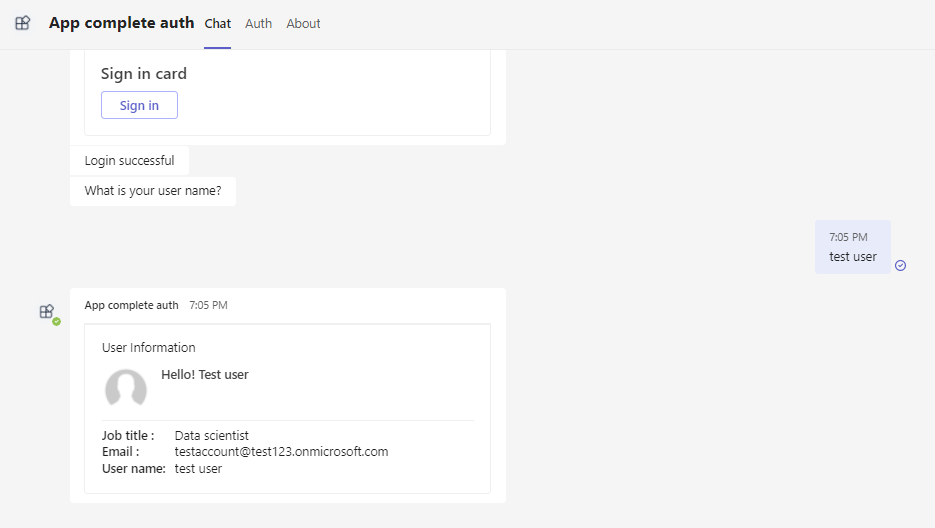 App complete auth Chat Auth About
Sign in card
Sign in
Login successful
What is your user name?
7:05 PM
test user
App complete auth 7:05 PM
User Information
Hello! Test user
Job title : Data scientist
Email : testaccount@test123.onmicrosoft.com
User name: test user